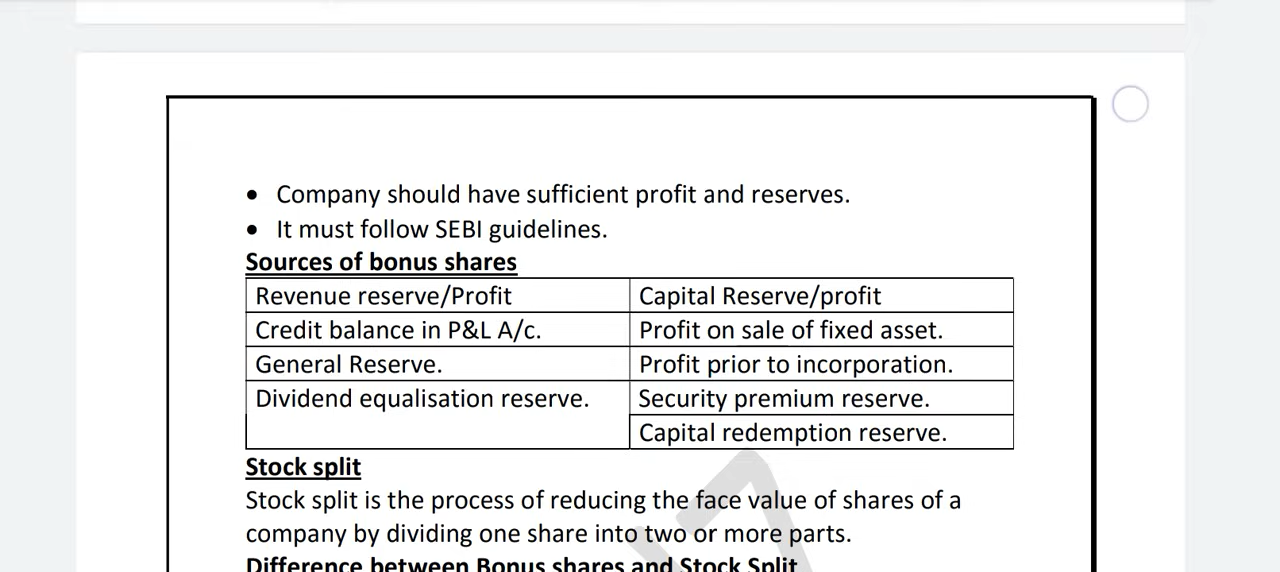 • Company should have sufficient profit and reserves.
• It must follow SEBI guidelines.
Sources of bonus shares
Revenue reserve/Profit Capital Reserve/profit
Credit balance in P&L A/c. Profit on sale of fixed asset.
General Reserve. Profit prior to incorporation.
Dividend equalisation reserve. Security premium reserve.
Capital redemption reserve.
Stock split
Stock split is the process of reducing the face value of shares of a
company by dividing one share into two or more parts.
Difference between Bonus shares and Stock Split